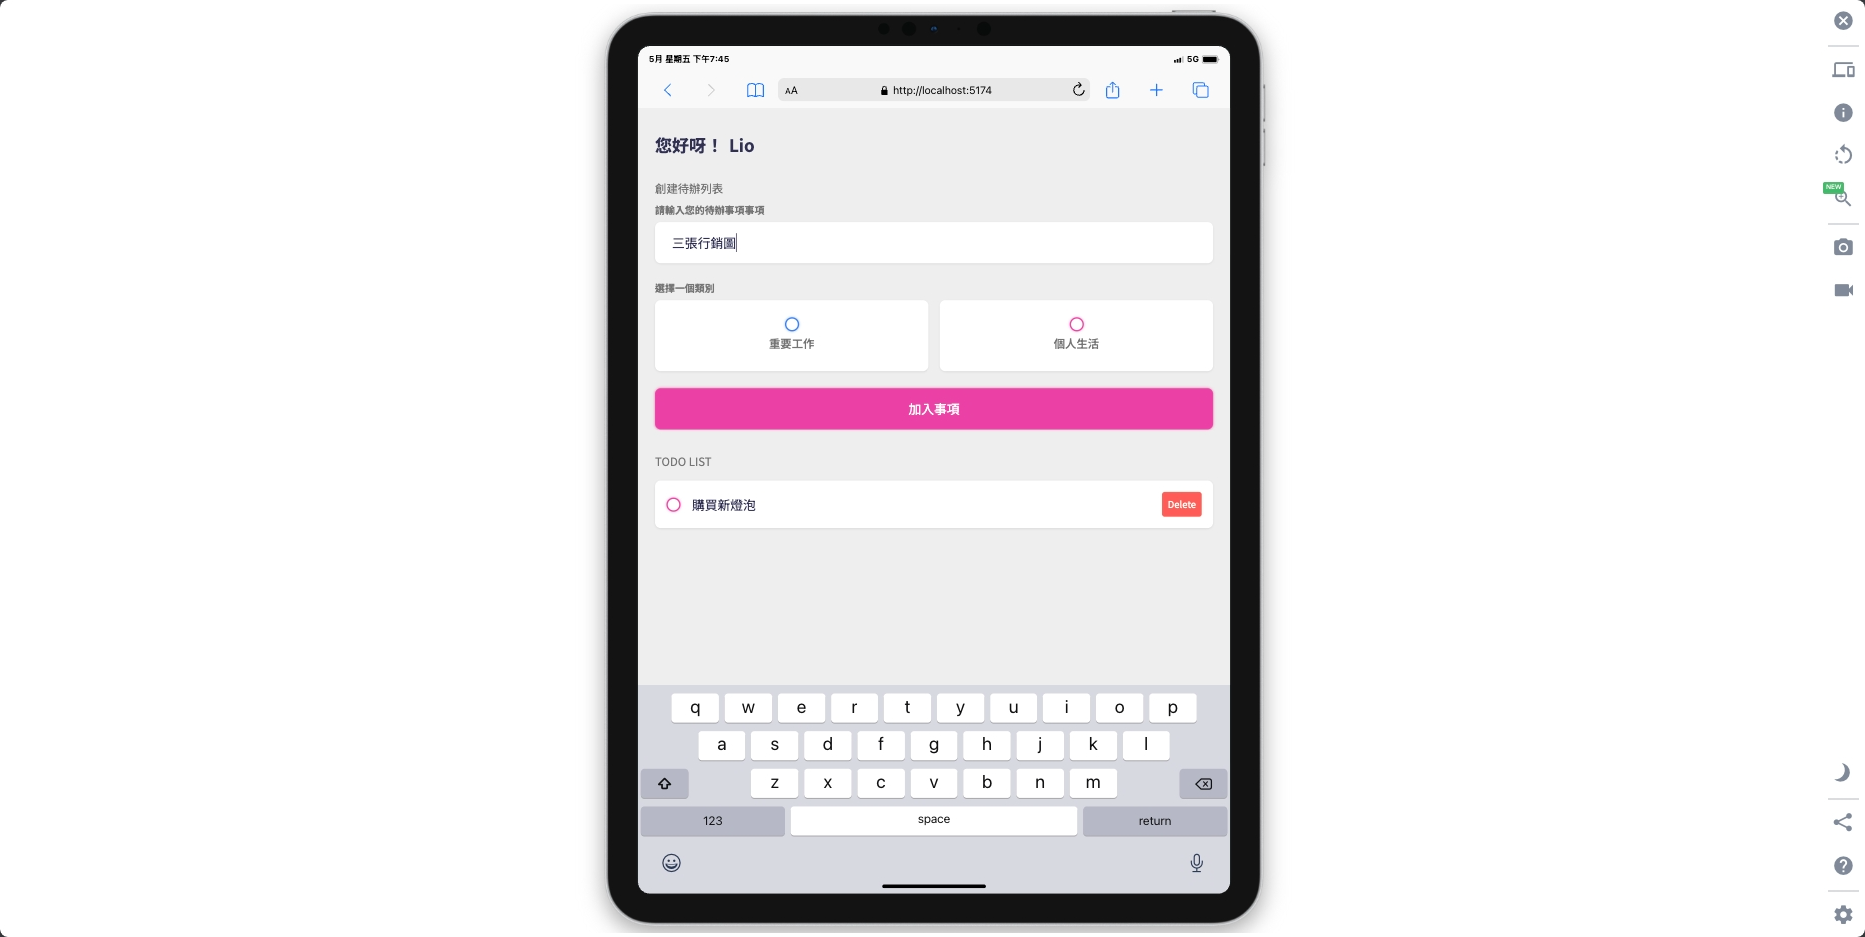 5月 星期五 下午7:45
5G
AA
http://localhost:5174
NEW
您好呀！ Lio
創建待辦列表
請輸入您的待辦事項事項
三張行銷圖
選擇一個類別
重要工作
個人生活
加入事項
TODO LIST
購買新燈泡
Delete
q w e r t y u i o p
a s d f g h j k l
z x c v b n m
123
space
return